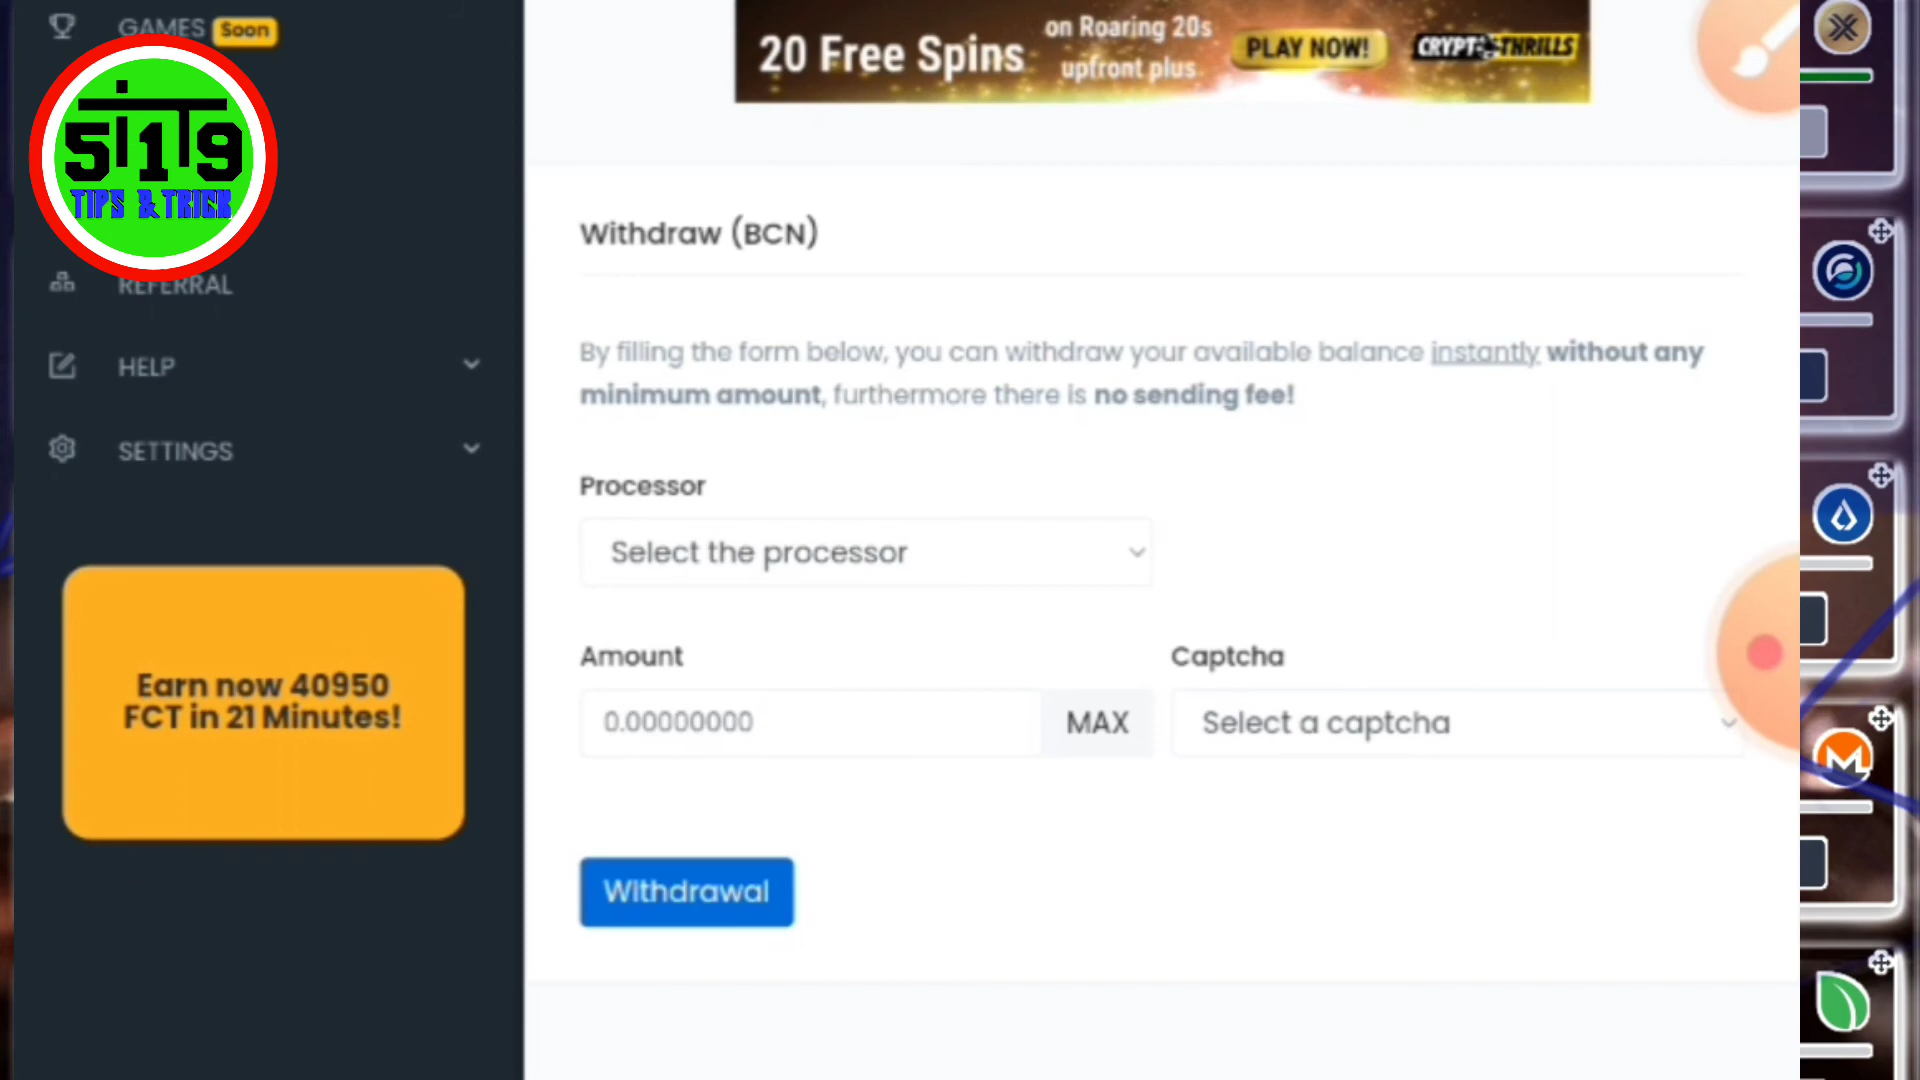 GAMES Soon
5119
TIPS & TRICK
REFERRAL
HELP
SETTINGS
Earn now 40950
FCT in 21 Minutes!
20 Free Spins
on Roaring 20s
upfront plus
PLAY NOW!
CRYPTO THRILLS
Withdraw (BCN)
By filling the form below, you can withdraw your available balance instantly without any
minimum amount, furthermore there is no sending fee!
Processor
Select the processor
Amount
Captcha
0.00000000
MAX
Select a captcha
Withdrawal